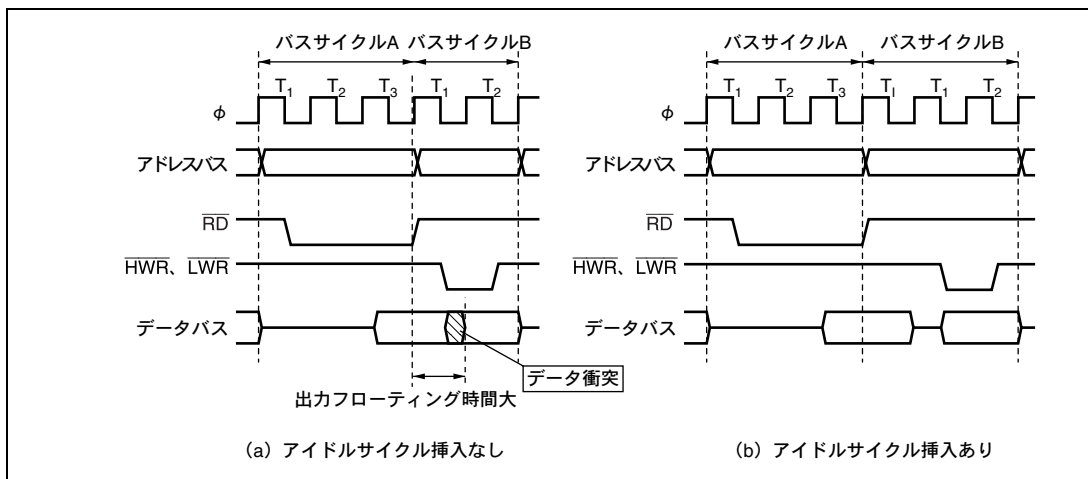 バスサイクルA バスサイクルB
T1 T2 T3 T1 T2
φ
アドレスバス
RD
HWR、LWR
データバス
データ衝突
出力フローティング時間大
(a) アイドルサイクル挿入なし
バスサイクルA バスサイクルB
T1 T2 T3 TI T1 T2
φ
アドレスバス
RD
HWR、LWR
データバス
(b) アイドルサイクル挿入あり